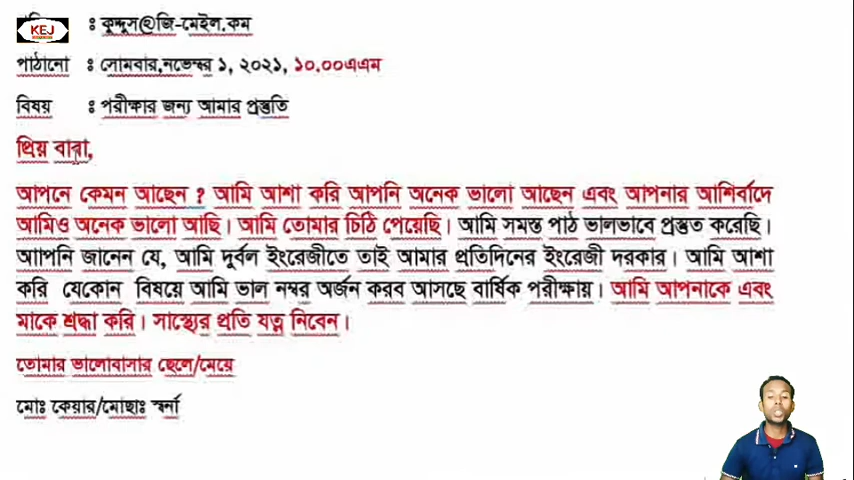 KEJ
: কুদ্দুস@জি-মেইল.কম
পাঠানো : সোমবার,নভেম্বর ১, ২০২১, ১০.০০এএম
বিষয় : পরীক্ষার জন্য আমার প্রস্তুতি
প্রিয় বাবা,
আপনে কেমন আছেন ? আমি আশা করি আপনি অনেক ভালো আছেন এবং আপনার আশির্বাদে
আমিও অনেক ভালো আছি। আমি তোমার চিঠি পেয়েছি। আমি সমস্ত পাঠ ভালভাবে প্রস্তুত করেছি।
আাপনি জানেন যে, আমি দুর্বল ইংরেজীতে তাই আমার প্রতিদিনের ইংরেজী দরকার। আমি আশা
করি যেকোন বিষয়ে আমি ভাল নম্বর অর্জন করব আসছে বার্ষিক পরীক্ষায়। আমি আপনাকে এবং
মাকে শ্রদ্ধা করি। সাস্থ্যের প্রতি যত্ন নিবেন।
তোমার ভালোবাসার ছেলে/মেয়ে
মোঃ কেয়ার/মোছাঃ স্বর্না